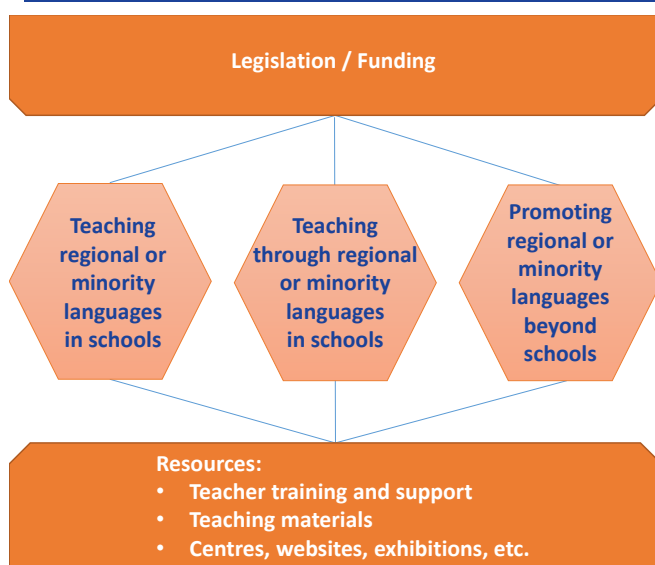 Legislation / Funding
Teaching
regional or
minority
languages
in schools
Teaching
through regional
or minority
languages
in schools
Promoting
regional or
minority
languages
beyond
schools
Resources:
• Teacher training and support
• Teaching materials
• Centres, websites, exhibitions, etc.